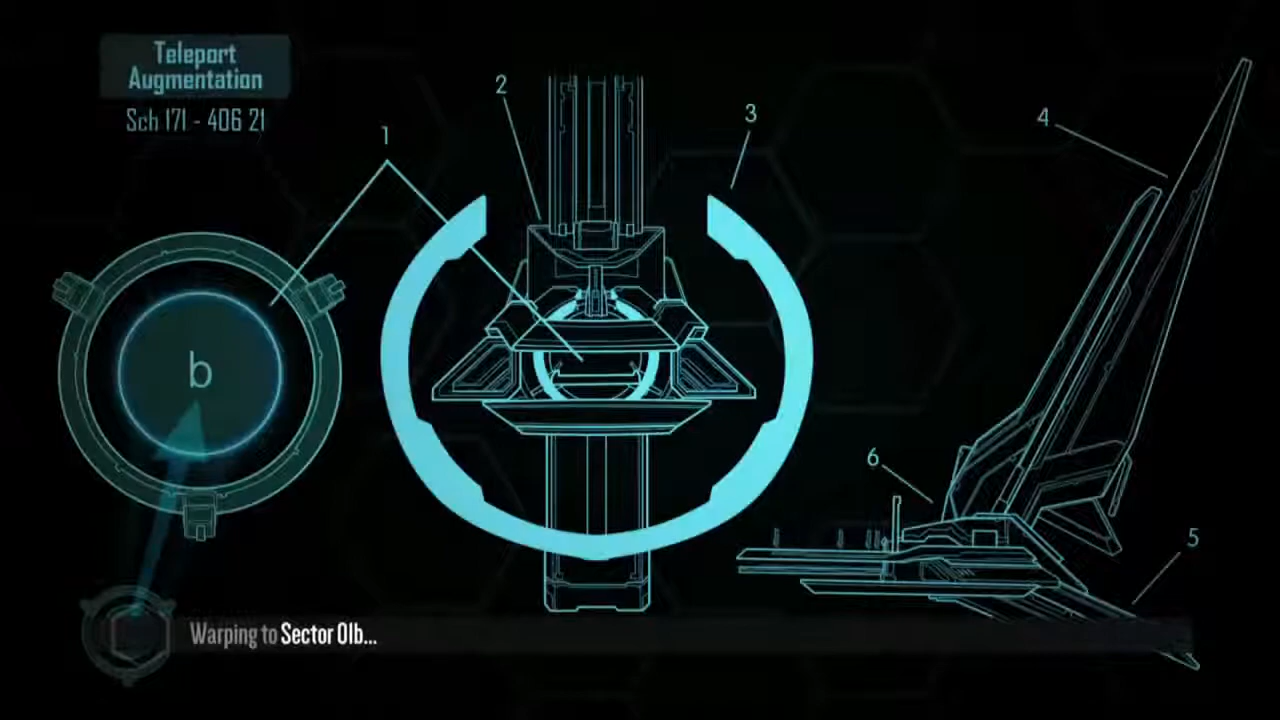 Teleport
Augmentation
Sch 171 - 406 21
1
2
3
4
b
6
5
Warping to Sector 01b...